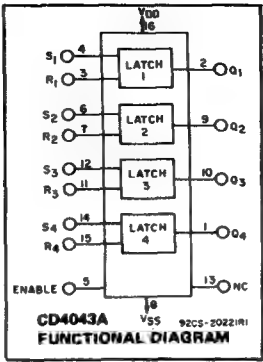 VDD
16
S1 4
LATCH 1
2 Q1
R1 3
S2 6
LATCH 2
9 Q2
R2 7
S3 12
LATCH 3
10 Q3
R3 11
S4 14
LATCH 4
1 Q4
R4 15
ENABLE 5
13 NC
8
VSS
CD4043A
92CS-20221R1
FUNCTIONAL DIAGRAM